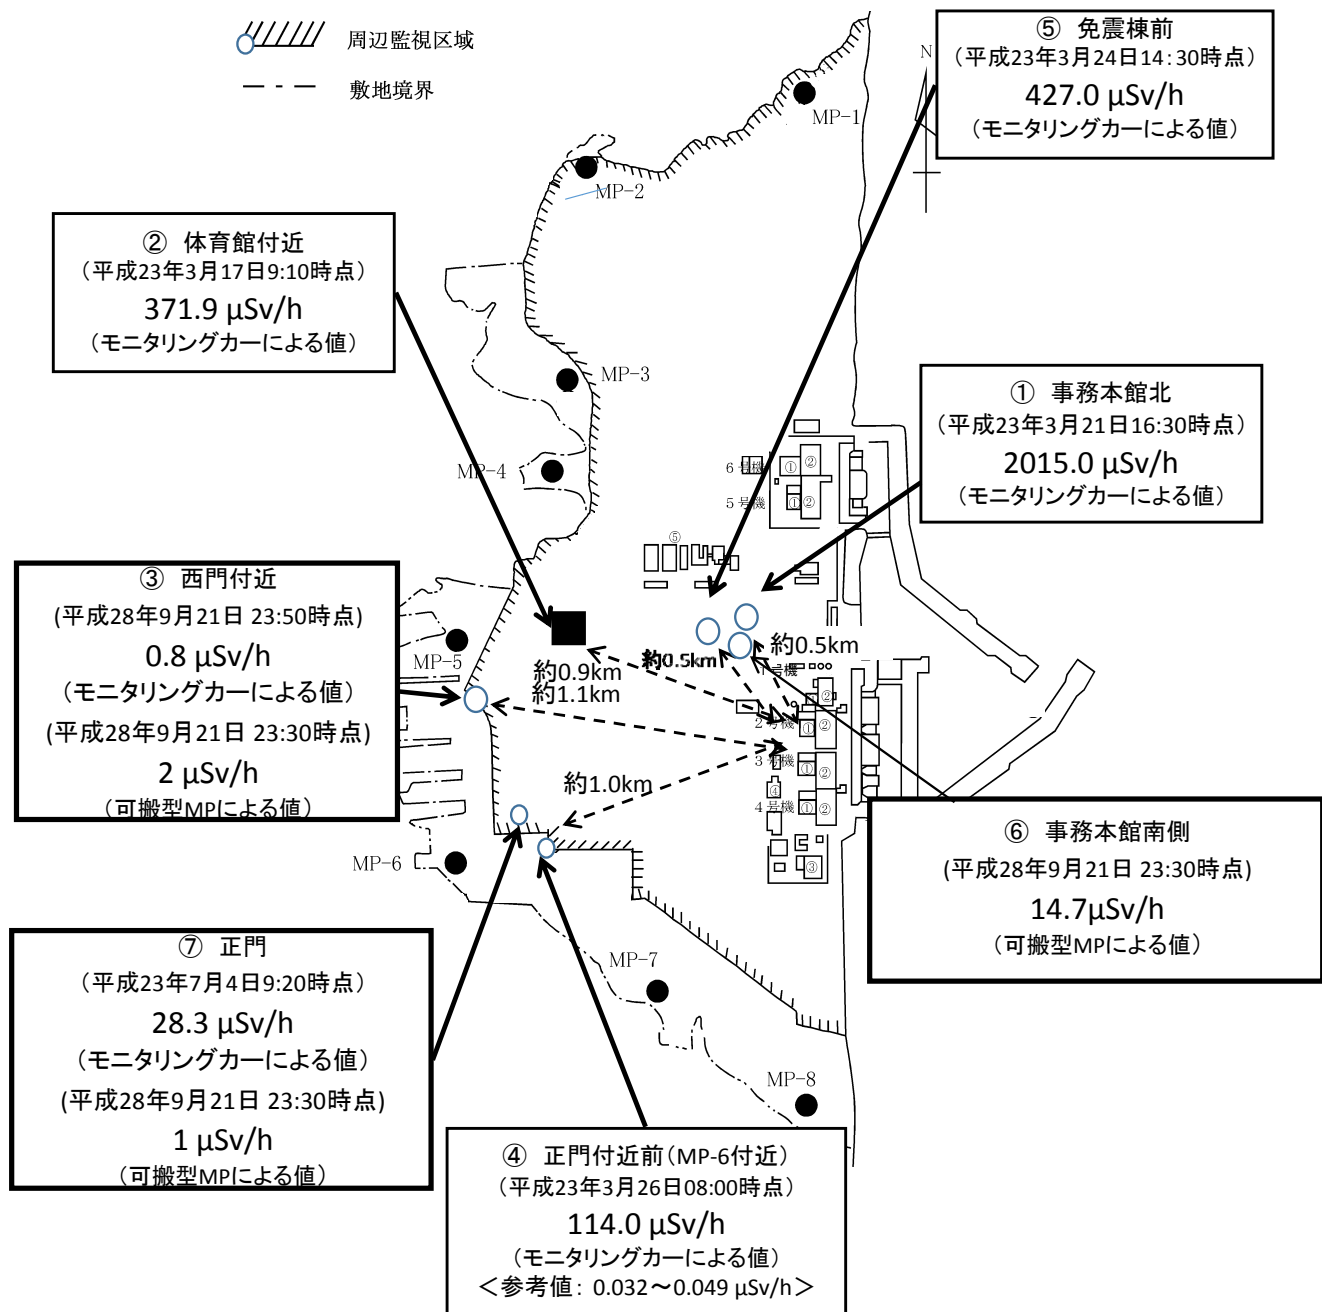 周辺監視区域
敷地境界
⑤ 免震棟前
(平成23年3月24日14:30時点)
427.0 μSv/h
(モニタリングカーによる値)
N
MP-1
MP-2
② 体育館付近
(平成23年3月17日9:10時点)
371.9 μSv/h
(モニタリングカーによる値)
MP-3
① 事務本館北
(平成23年3月21日16:30時点)
2015.0 μSv/h
(モニタリングカーによる値)
MP-4
6号機
① ②
5号機
① ②
⑤
③ 西門付近
(平成28年9月21日 23:50時点)
0.8 μSv/h
(モニタリングカーによる値)
(平成28年9月21日 23:30時点)
2 μSv/h
(可搬型MPによる値)
MP-5
約0.9km
約1.1km
約0.5km
約0.5km
1号機
②
2号機
① ②
3号機
① ②
④
4号機
① ②
③
約1.0km
MP-6
⑥ 事務本館南側
(平成28年9月21日 23:30時点)
14.7μSv/h
(可搬型MPによる値)
⑦ 正門
(平成23年7月4日9:20時点)
28.3 μSv/h
(モニタリングカーによる値)
(平成28年9月21日 23:30時点)
1 μSv/h
(可搬型MPによる値)
MP-7
MP-8
④ 正門付近前(MP-6付近)
(平成23年3月26日08:00時点)
114.0 μSv/h
(モニタリングカーによる値)
<参考値: 0.032～0.049 μSv/h>